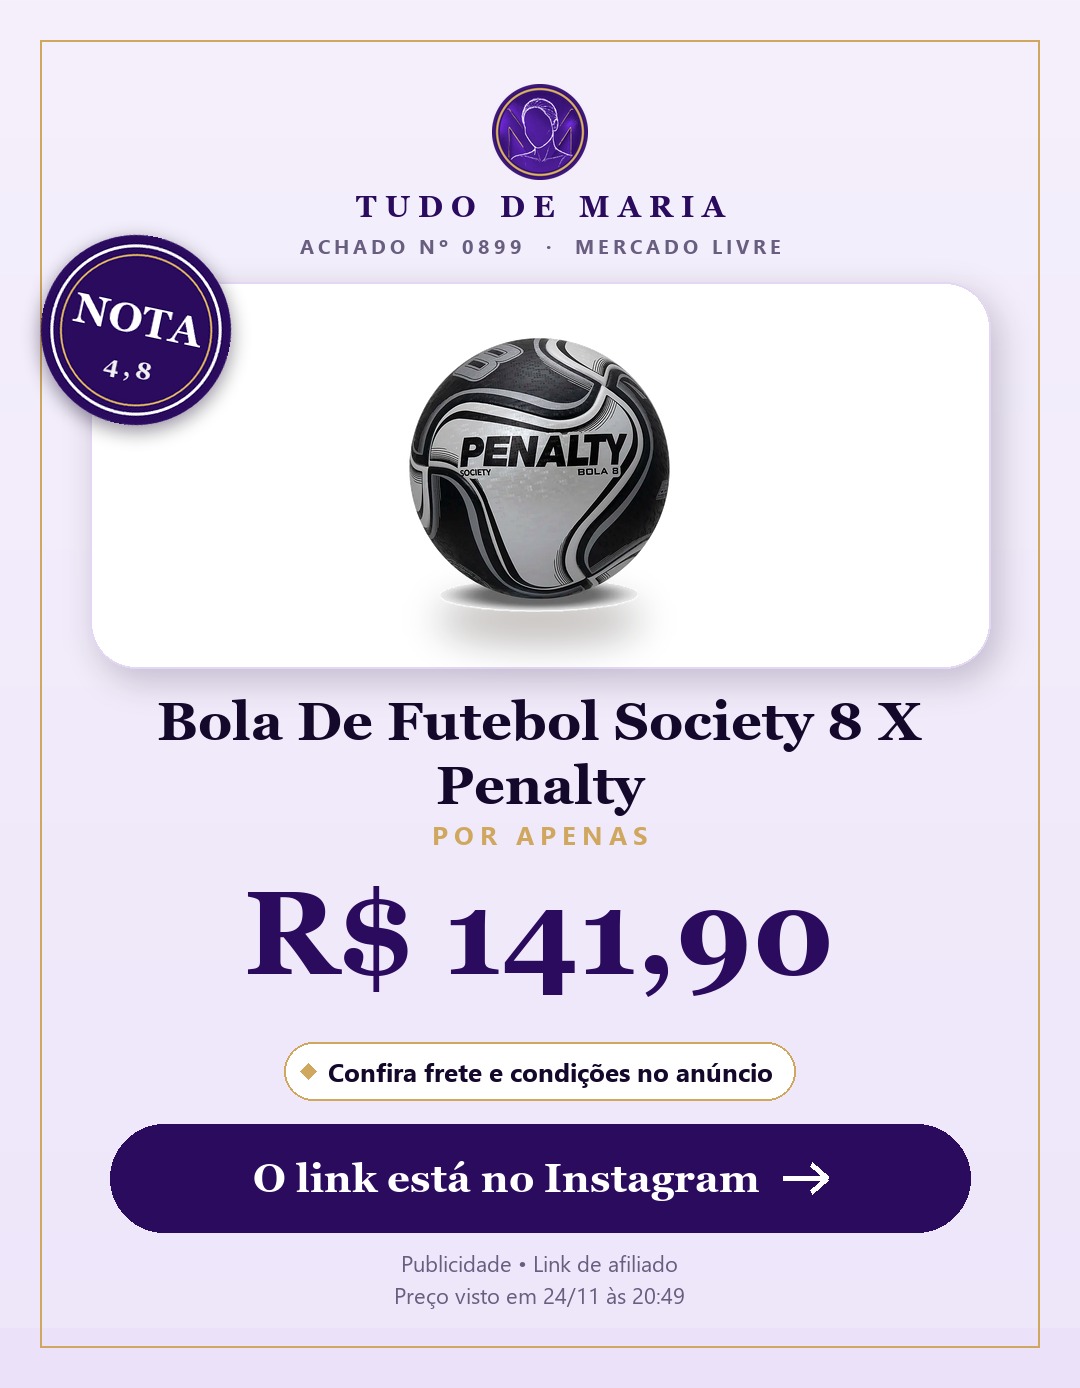 TUDO DE MARIA
ACHADO Nº 0899 · MERCADO LIVRE
NOTA
4,8
PENALTY
SOCIETY BOLA 8
Bola De Futebol Society 8 X
Penalty
POR APENAS
R$ 141,90
Confira frete e condições no anúncio
O link está no Instagram →
Publicidade • Link de afiliado
Preço visto em 24/11 às 20:49